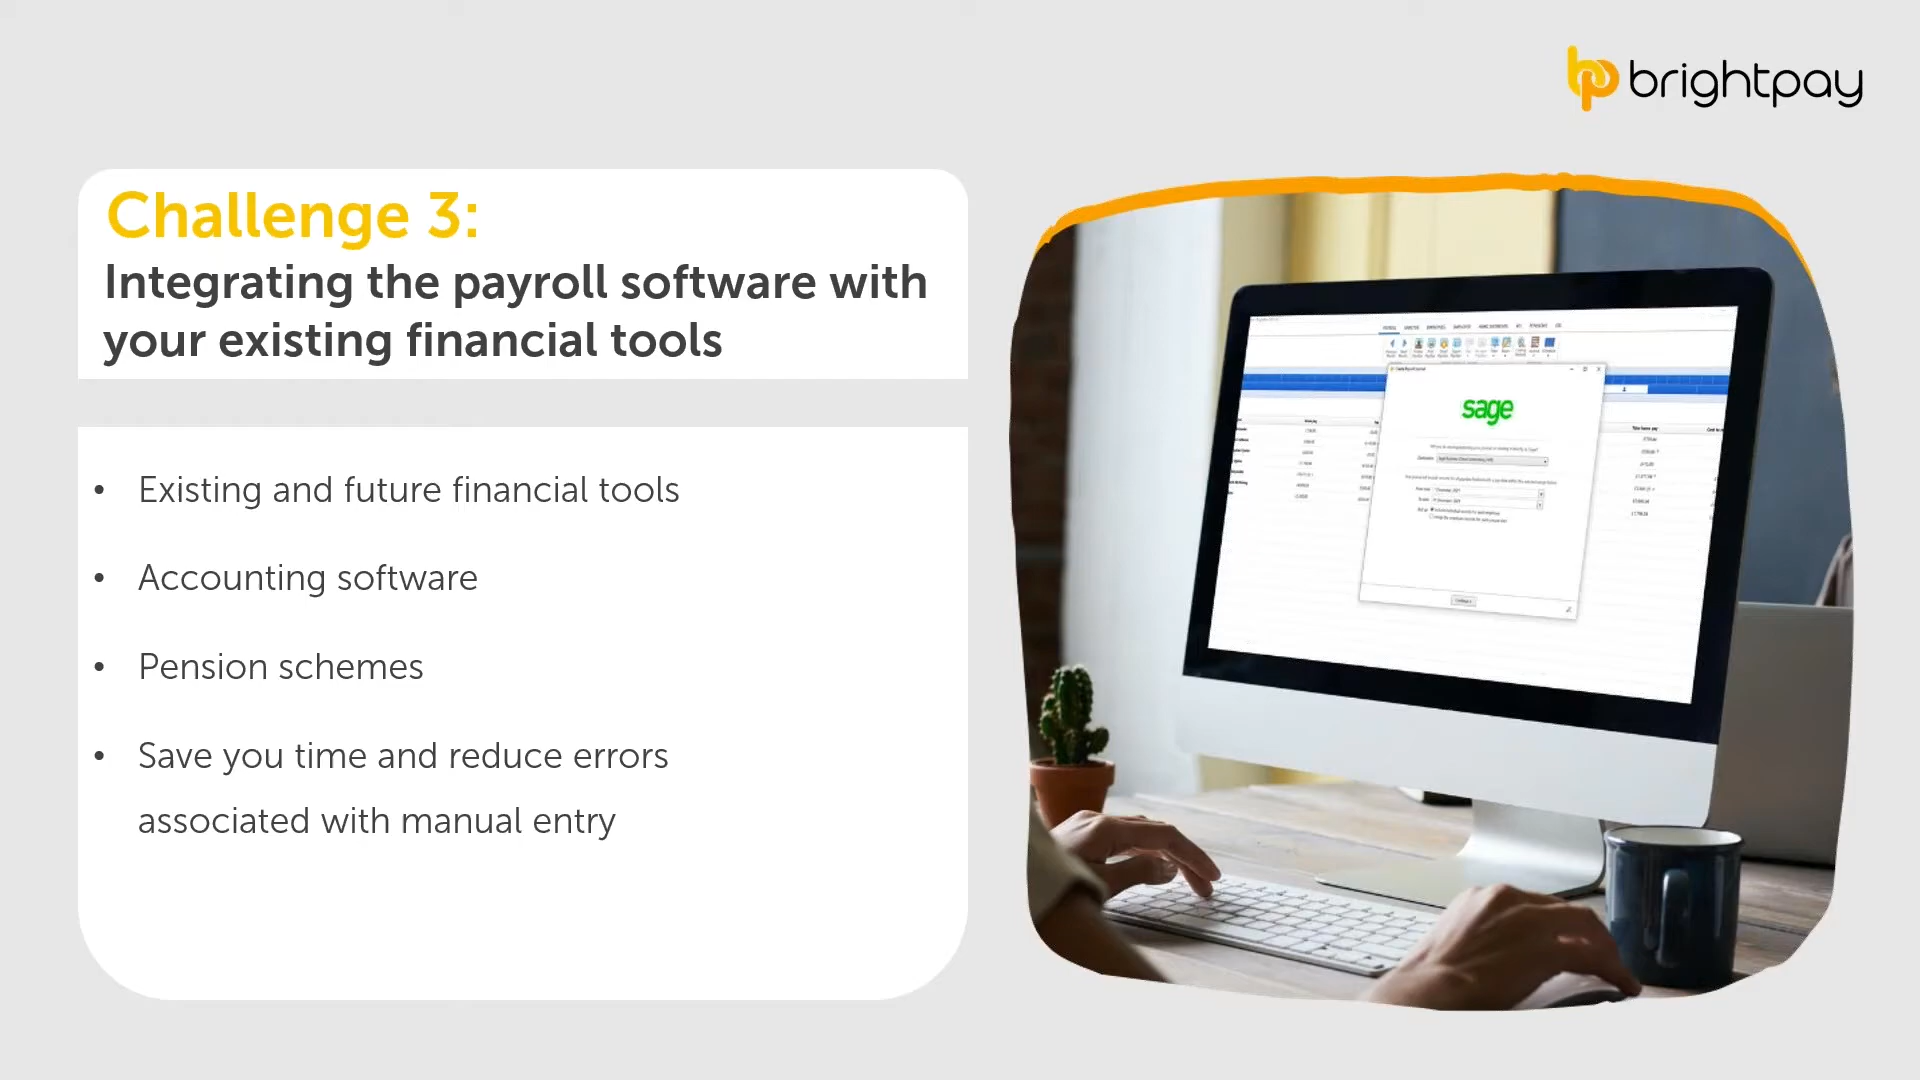 brightpay
Challenge 3:
Integrating the payroll software with
your existing financial tools
• Existing and future financial tools
• Accounting software
• Pension schemes
• Save you time and reduce errors
associated with manual entry
sage